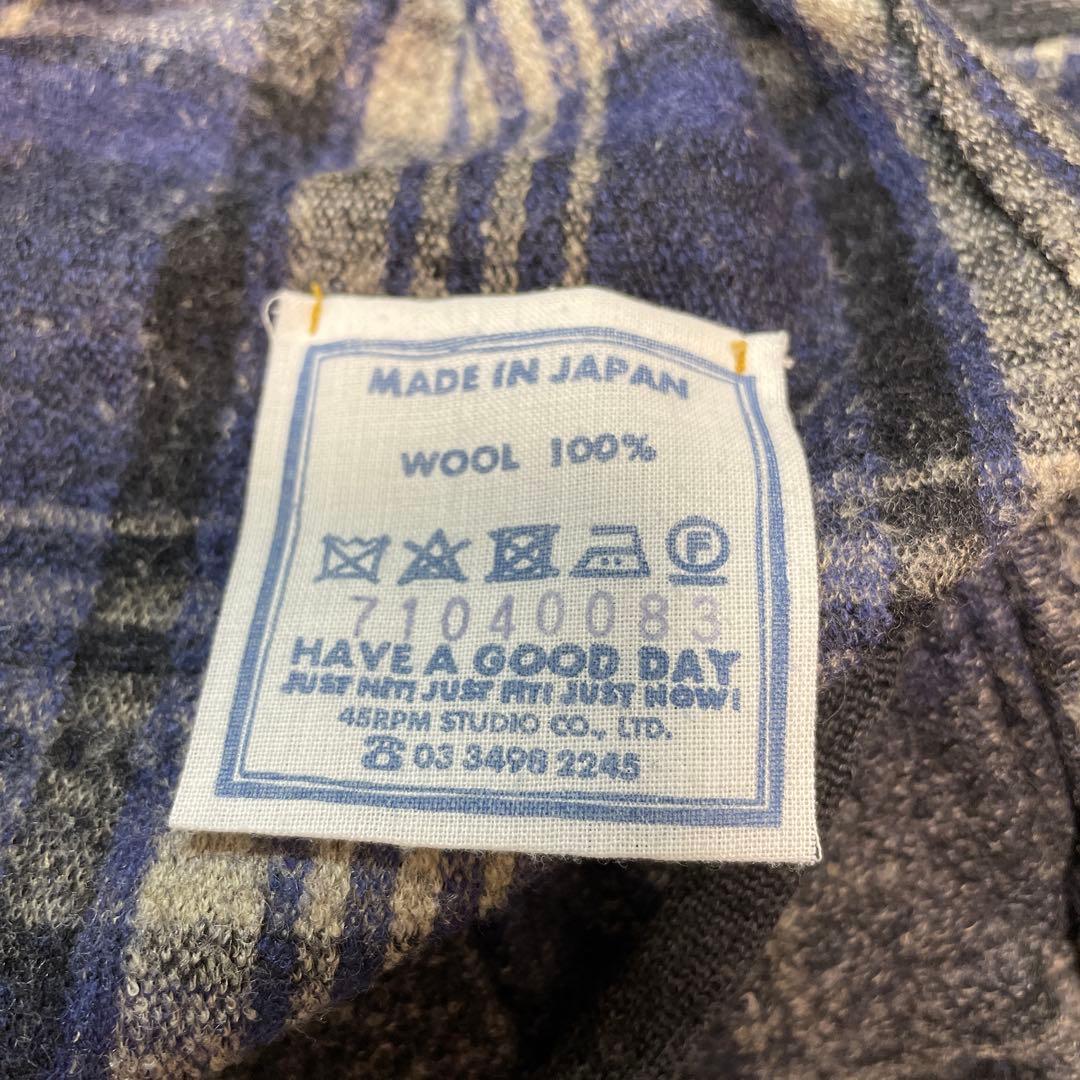 MADE IN JAPAN
WOOL 100%
F
71040083
HAVE A GOOD DAY
JUST NIT! JUST FIT! JUST NOW!
45RPM STUDIO CO., LTD.
☎ 03 3498 2245